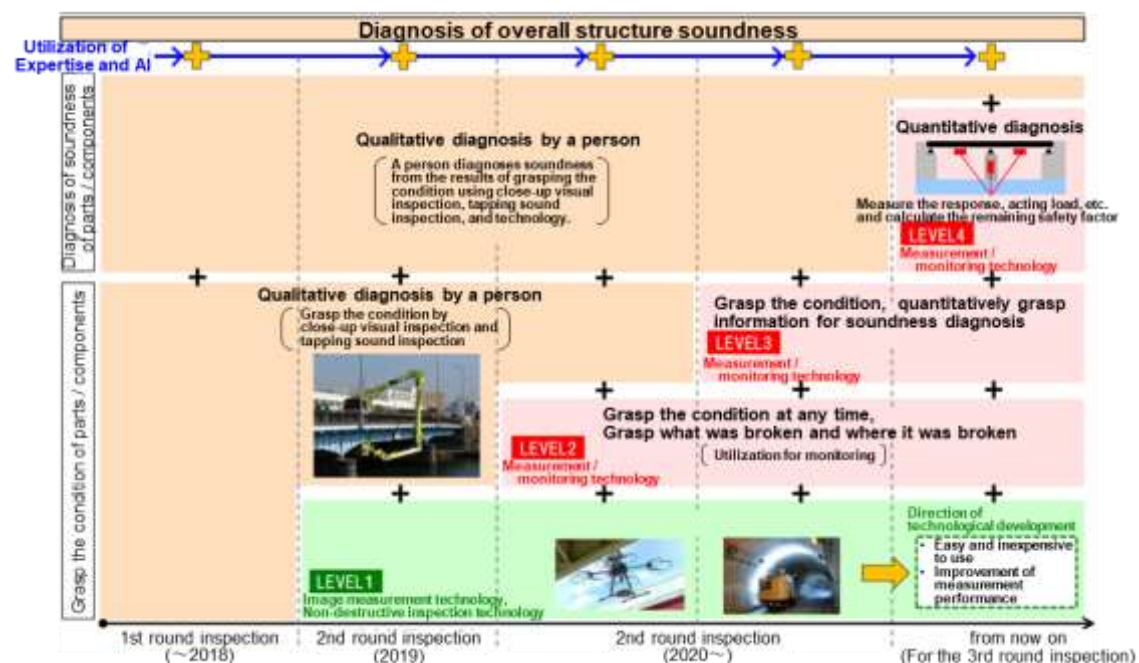 Diagnosis of overall structure soundness
Utilization of
Expertise and AI
Diagnosis of soundness
of parts / components
Qualitative diagnosis by a person
A person diagnoses soundness
from the results of grasping the
condition using close-up visual
inspection, tapping sound
inspection, and technology.
Quantitative diagnosis
Measure the response, acting load, etc.
and calculate the remaining safety factor
LEVEL4
Measurement /
monitoring technology
Grasp the condition of parts / components
Qualitative diagnosis by a person
Grasp the condition by
close-up visual inspection and
tapping sound inspection
Grasp the condition, quantitatively grasp
information for soundness diagnosis
LEVEL3
Measurement /
monitoring technology
Grasp the condition at any time,
Grasp what was broken and where it was broken
Utilization for monitoring
LEVEL2
Measurement /
monitoring technology
LEVEL1
Image measurement technology,
Non-destructive inspection technology
Direction of
technological development
• Easy and inexpensive
to use
• Improvement of
measurement
performance
1st round inspection
(~2018)
2nd round inspection
(2019)
2nd round inspection
(2020~)
from now on
(For the 3rd round inspection)